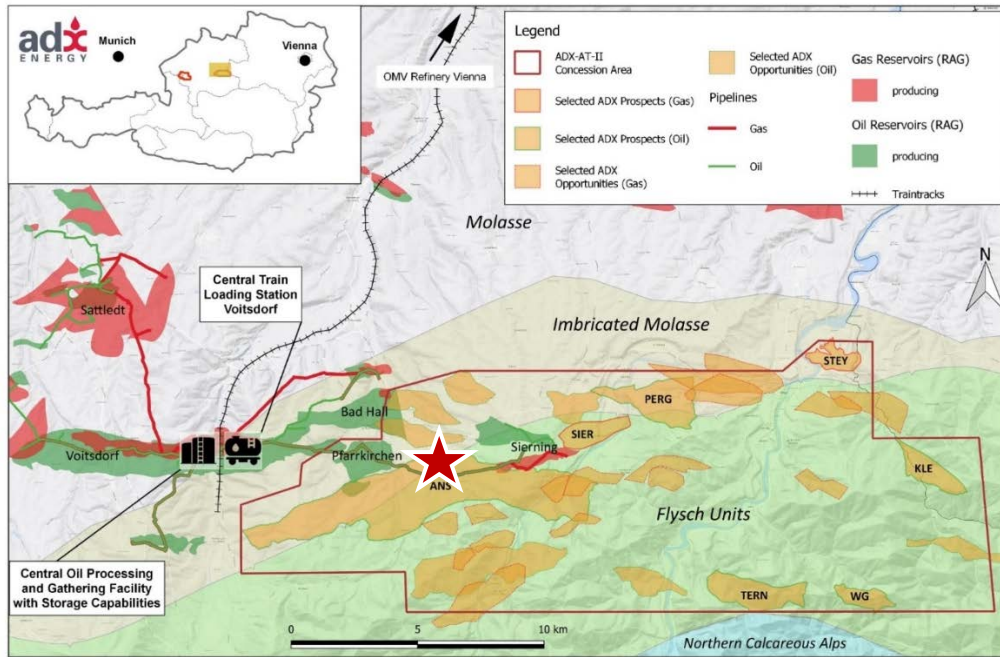 adx
ENERGY
Munich
Vienna
OMV Refinery Vienna
Legend
ADX-AT-II
Concession Area
Selected ADX Prospects (Gas)
Selected ADX Prospects (Oil)
Selected ADX
Opportunities (Gas)
Selected ADX
Opportunities (Oil)
Pipelines
Gas
Oil
Gas Reservoirs (RAG)
producing
Oil Reservoirs (RAG)
producing
Traintracks
Molasse
N
Central Train
Loading Station
Voitsdorf
Sattledt
Imbricated Molasse
STEY
PERG
Bad Hall
SIER
Sierning
Voitsdorf
Pfarrkirchen
KLE
ANS
Flysch Units
Central Oil Processing
and Gathering Facility
with Storage Capabilities
TERN
WG
0 5 10 km
Northern Calcareous Alps